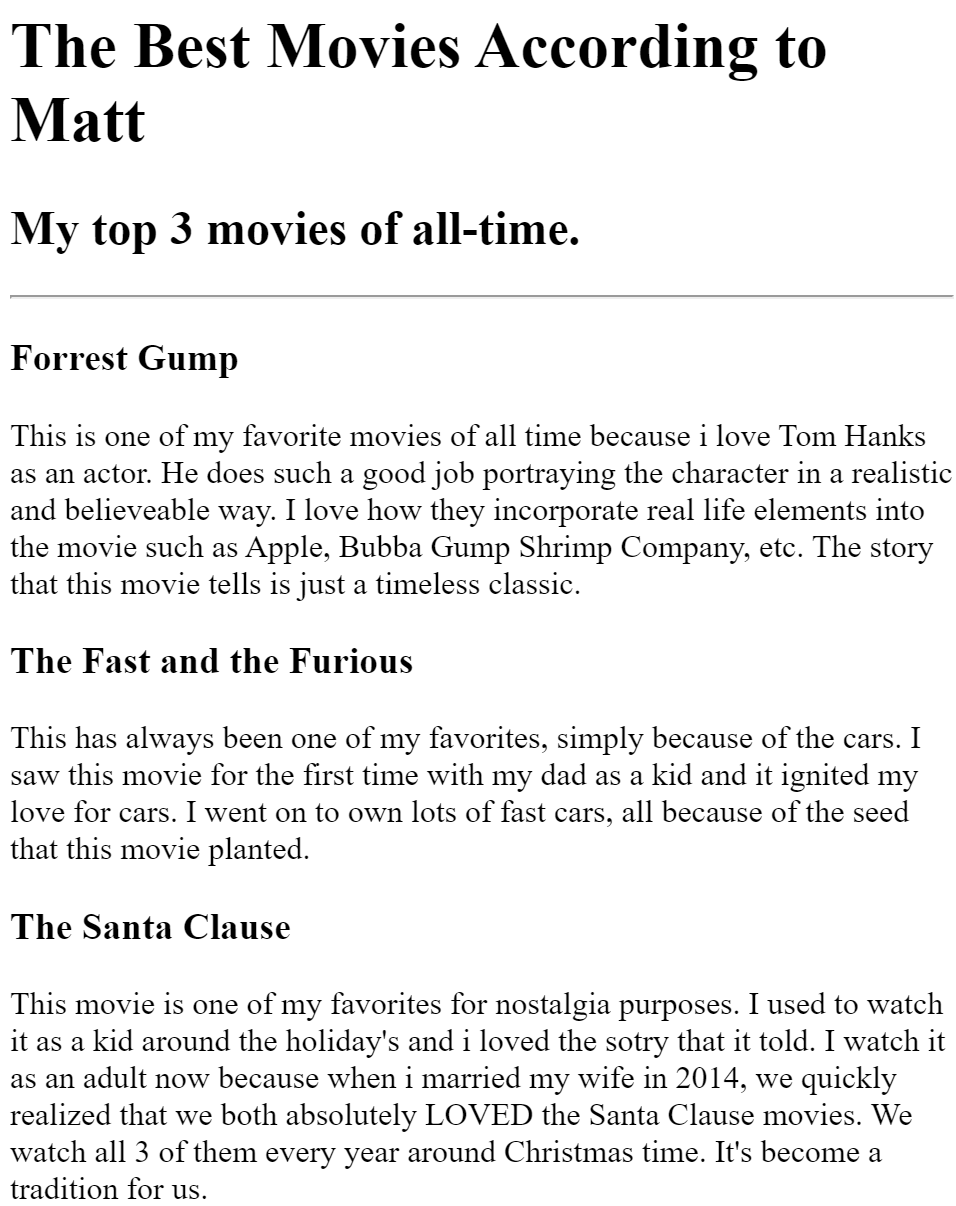 The Best Movies According to
Matt
My top 3 movies of all-time.
Forrest Gump
This is one of my favorite movies of all time because i love Tom Hanks
as an actor. He does such a good job portraying the character in a realistic
and believeable way. I love how they incorporate real life elements into
the movie such as Apple, Bubba Gump Shrimp Company, etc. The story
that this movie tells is just a timeless classic.
The Fast and the Furious
This has always been one of my favorites, simply because of the cars. I
saw this movie for the first time with my dad as a kid and it ignited my
love for cars. I went on to own lots of fast cars, all because of the seed
that this movie planted.
The Santa Clause
This movie is one of my favorites for nostalgia purposes. I used to watch
it as a kid around the holiday's and i loved the sotry that it told. I watch it
as an adult now because when i married my wife in 2014, we quickly
realized that we both absolutely LOVED the Santa Clause movies. We
watch all 3 of them every year around Christmas time. It's become a
tradition for us.